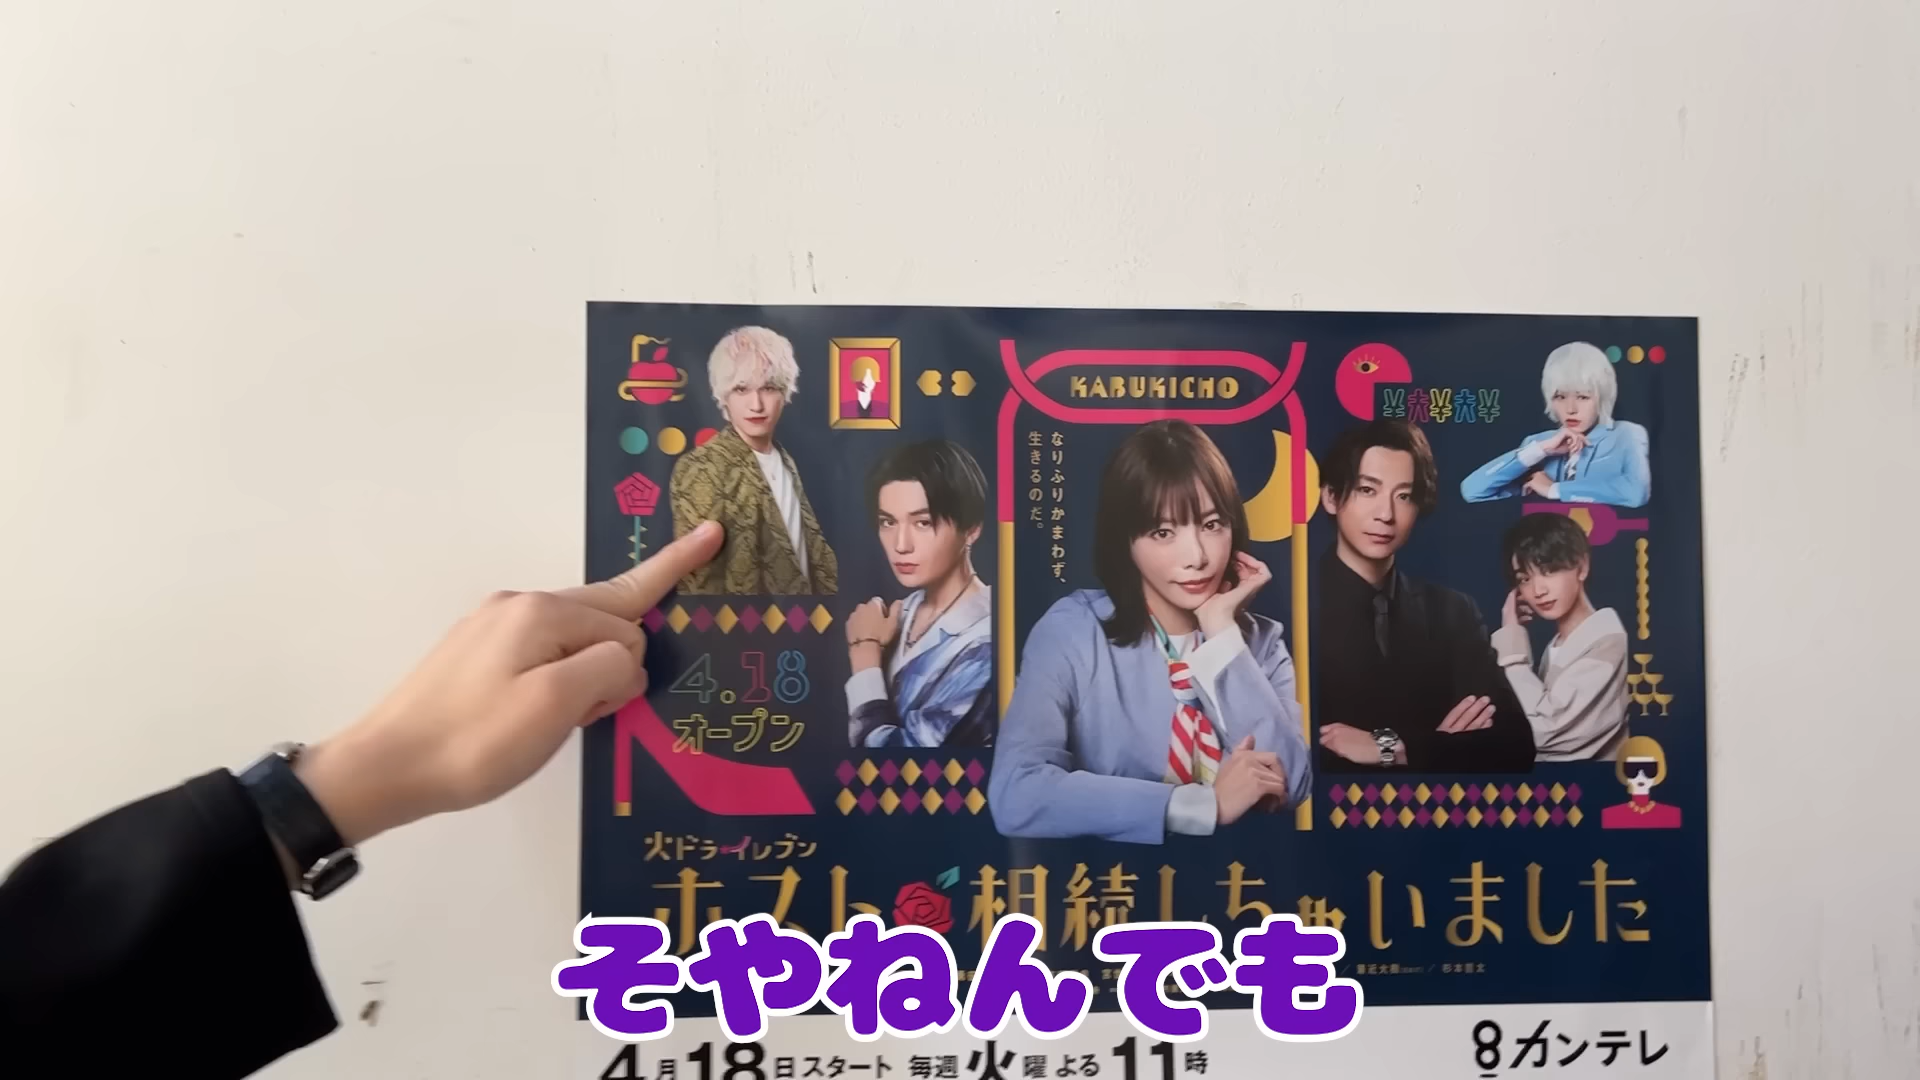 KABUKICHO
なりふりかまわず、
生きるのだ。
¥夫¥夫¥
4.18
オープン
火ドラ★イレブン
ホスト相続しちゃいました
そやねんでも
4月18日スタート 毎週火曜よる11時
8カンテレ